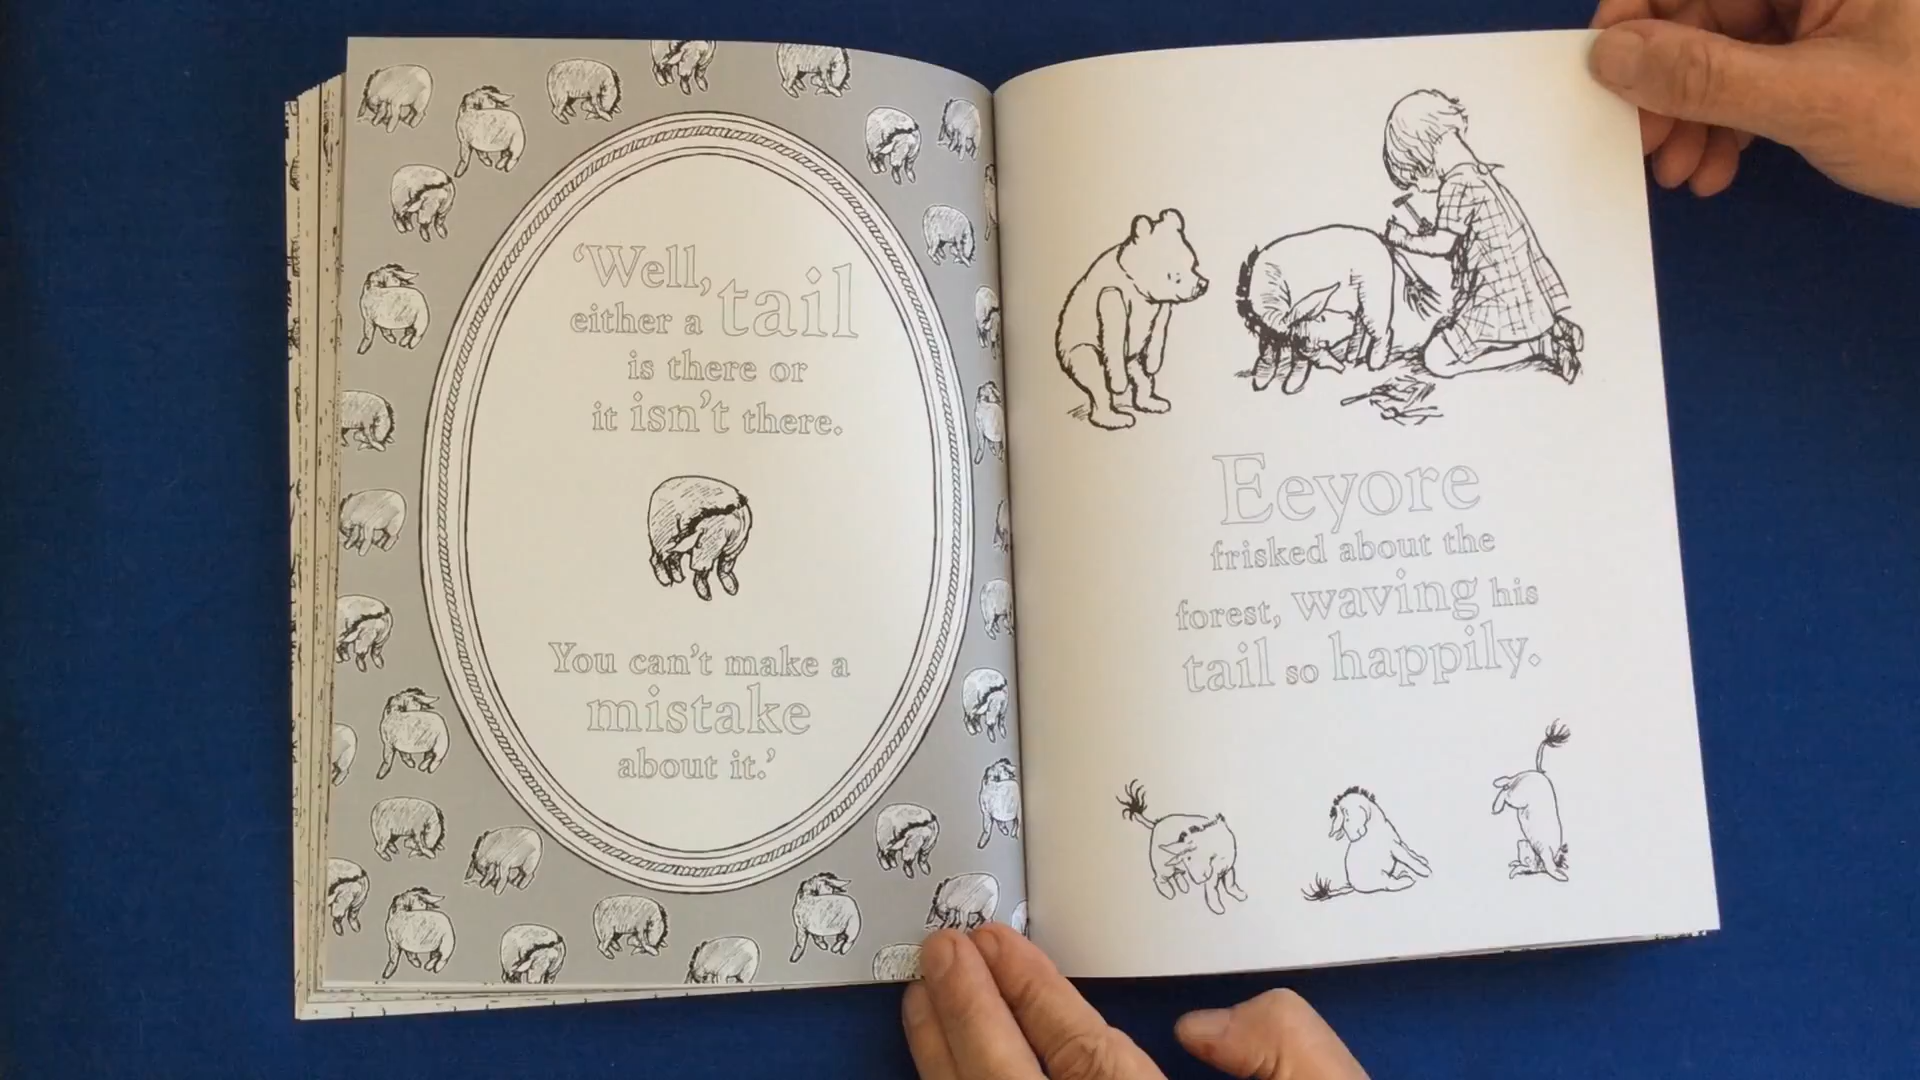 ‘Well,
either a tail
is there or
it isn’t there.
You can’t make a
mistake
about it.’
Eeyore
frisked about the
forest, waving his
tail so happily.